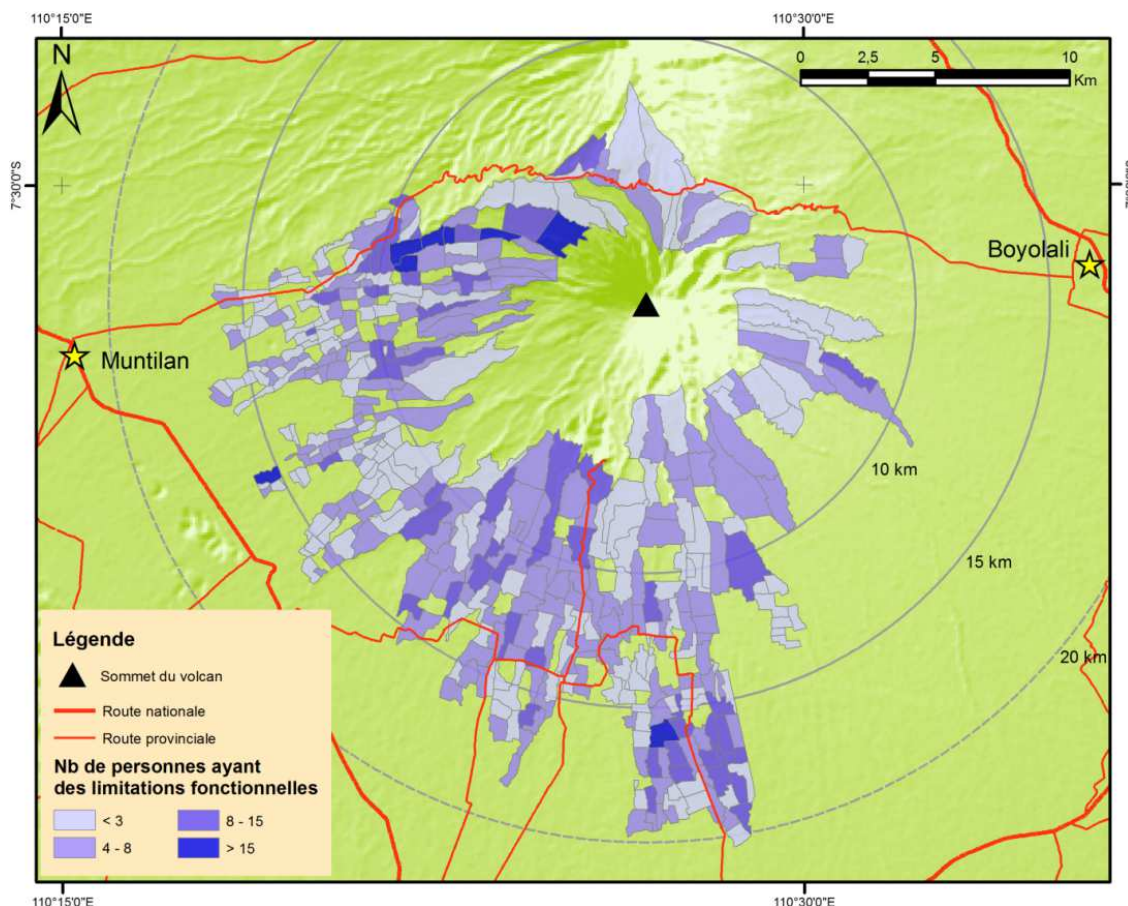 110°15'0"E
110°30'0"E
N
0
2,5
5
10
Km
7°30'0"S
Boyolali
Muntilan
10 km
15 km
20 km
Légende
Sommet du volcan
Route nationale
Route provinciale
Nb de personnes ayant
des limitations fonctionnelles
< 3
8 - 15
4 - 8
> 15
110°15'0"E
110°30'0"E